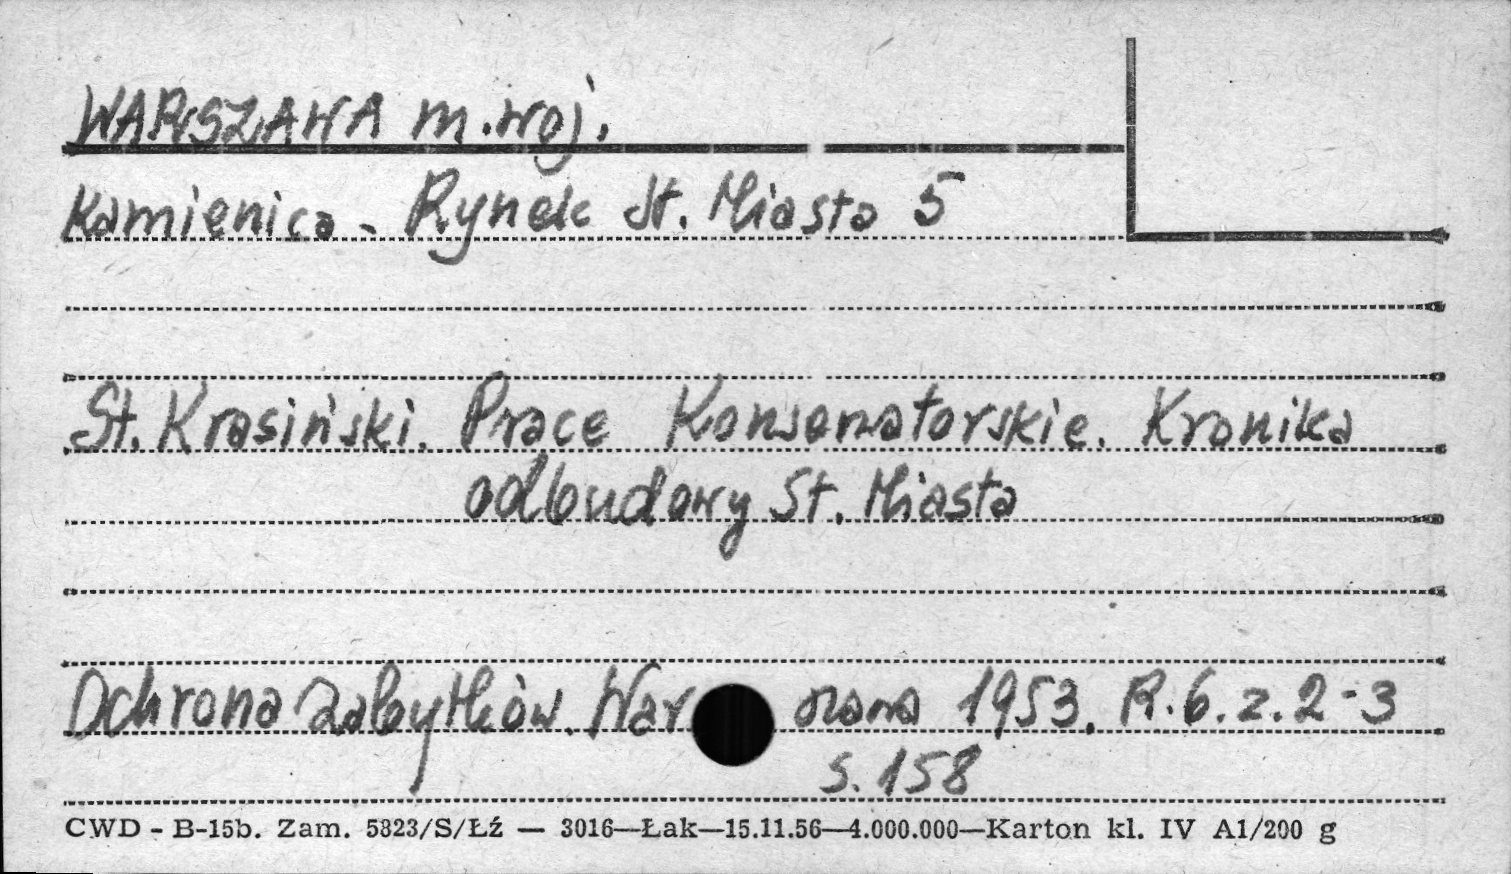 WARSZAWA m.woj.
Kamienica - Rynek St. Miasta 5
St. Krasiński. Prace Konserwatorskie. Kronika
odbudowy St. Miasta
Ochrona Zabytków. War szawa 1953. R.6. z. 2-3
s. 158
CWD - B-15b. Zam. 5823/S/Łź — 3016—Łak—15.11.56—4.000.000—Karton kl. IV A1/200 g